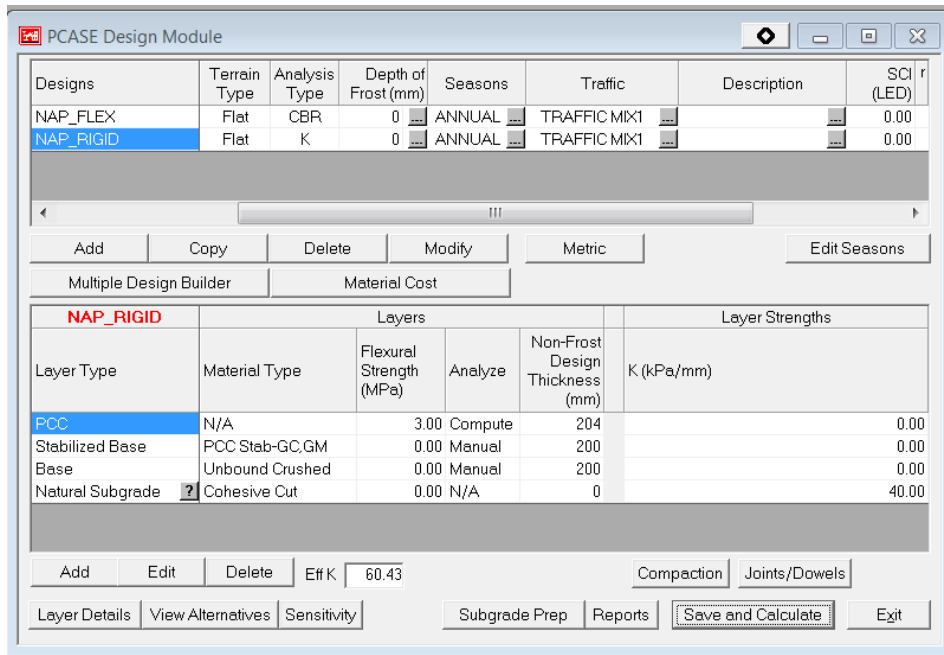 PCASE Design Module
Designs Terrain Type Analysis Type Depth of Frost (mm) Seasons Traffic Description SCI (LED) r
NAP_FLEX Flat CBR 0 ... ANNUAL ... TRAFFIC MIX1 ... ... 0.00
NAP_RIGID Flat K 0 ... ANNUAL ... TRAFFIC MIX1 ... ... 0.00
Add Copy Delete Modify Metric Edit Seasons
Multiple Design Builder Material Cost
NAP_RIGID Layers Layer Strengths
Layer Type Material Type Flexural Strength (MPa) Analyze Non-Frost Design Thickness (mm) K (kPa/mm)
PCC N/A 3.00 Compute 204 0.00
Stabilized Base PCC Stab-GC,GM 0.00 Manual 200 0.00
Base Unbound Crushed 0.00 Manual 200 0.00
Natural Subgrade ? Cohesive Cut 0.00 N/A 0 40.00
Add Edit Delete Eff K 60.43 Compaction Joints/Dowels
Layer Details View Alternatives Sensitivity Subgrade Prep Reports Save and Calculate Exit